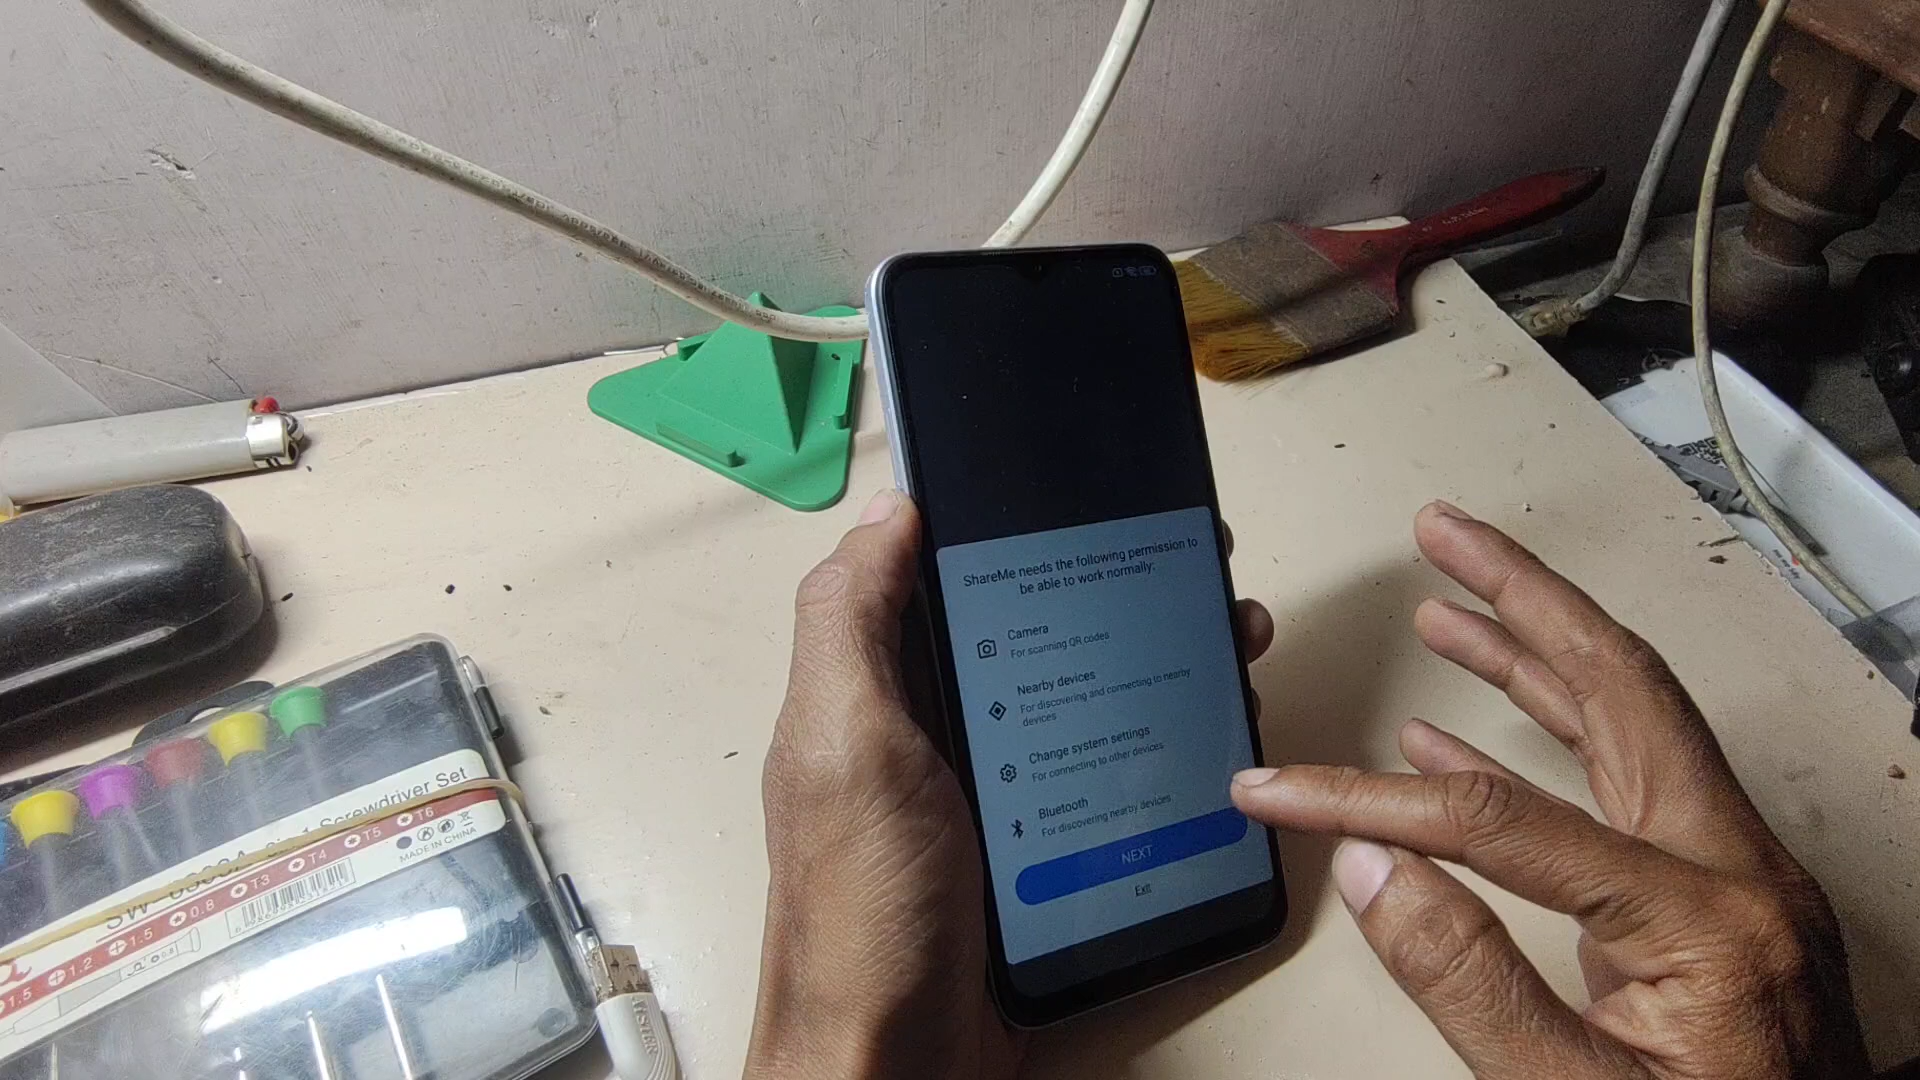 ShareMe needs the following permission to
be able to work normally:
Camera
For scanning QR codes
Nearby devices
For discovering and connecting to nearby
devices
Change system settings
For connecting to other devices
Bluetooth
For discovering nearby devices
NEXT
Exit
Screwdriver Set
T6
T5
T4
T3
0.8
1.5
1.2
1.5
MADE IN CHINA